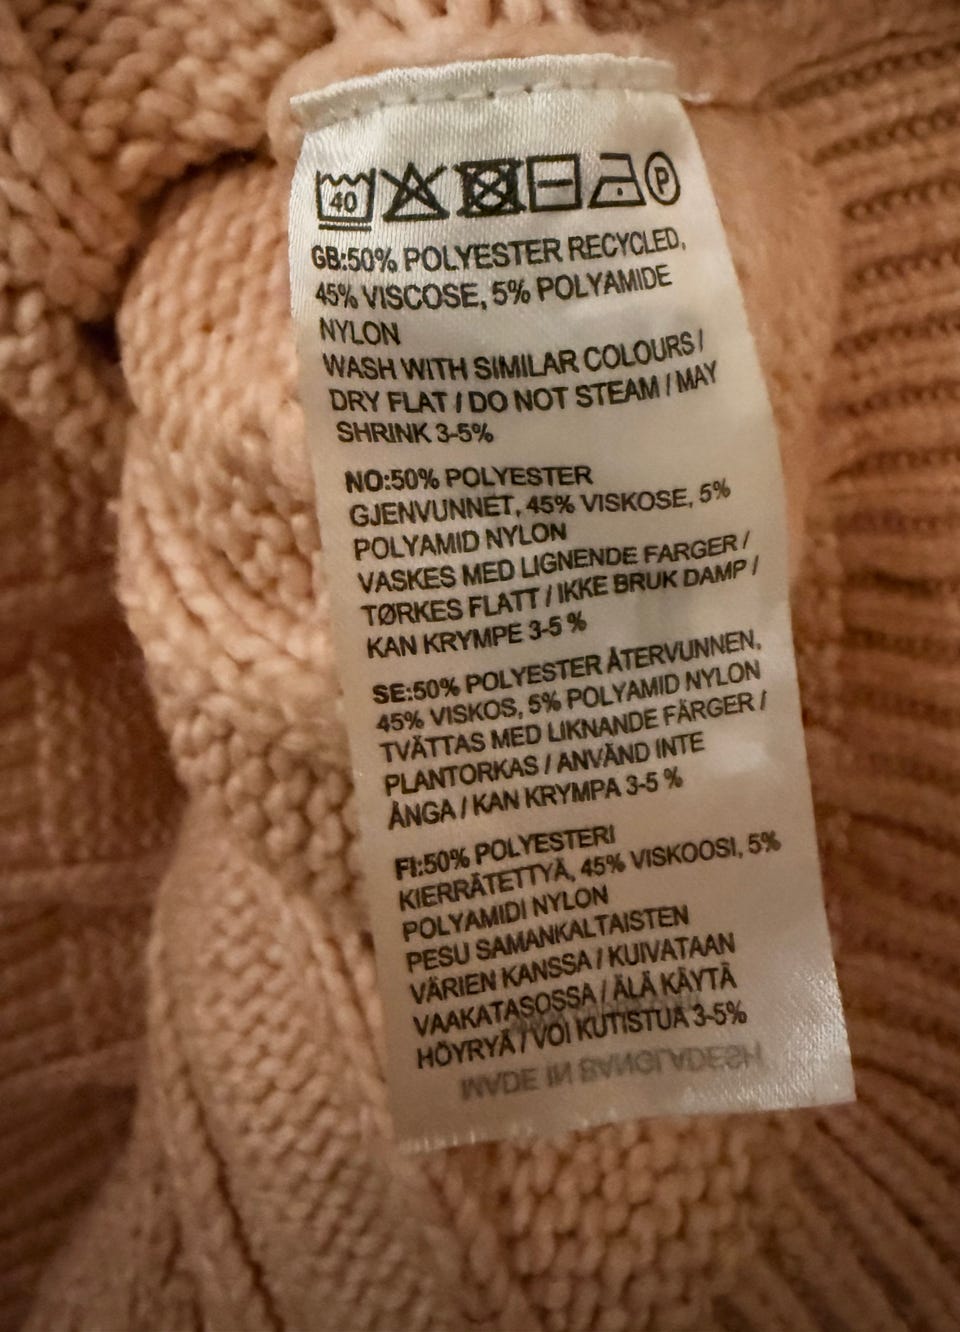 40
P
GB:50% POLYESTER RECYCLED,
45% VISCOSE, 5% POLYAMIDE
NYLON
WASH WITH SIMILAR COLOURS /
DRY FLAT / DO NOT STEAM / MAY
SHRINK 3-5%
NO:50% POLYESTER
GJENVUNNET, 45% VISKOSE, 5%
POLYAMID NYLON
VASKES MED LIGNENDE FARGER /
TØRKES FLATT / IKKE BRUK DAMP /
KAN KRYMPE 3-5 %
SE:50% POLYESTER ÅTERVUNNEN,
45% VISKOS, 5% POLYAMID NYLON
TVÄTTAS MED LIKNANDE FÄRGER /
PLANTORKAS / ANVÄND INTE
ÅNGA / KAN KRYMPA 3-5 %
FI:50% POLYESTERI
KIERRÄTETTYÄ, 45% VISKOOSI, 5%
POLYAMIDI NYLON
PESU SAMANKALTAISTEN
VÄRIEN KANSSA / KUIVATAAN
VAAKATASOSSA / ÄLÄ KÄYTÄ
HÖYRYÄ / VOI KUTISTUA 3-5%
MADE IN BANGLADESH